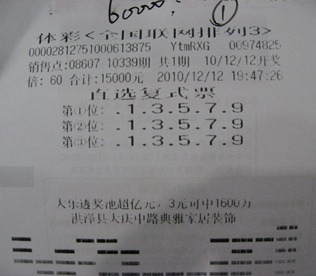 60000. ①
体彩<全国联网排列3>
00002812751000613875 YtmRXG 00974825
销售点:08607 10339期 共1期 10/12/12开奖
倍: 60 合计:15000元 2010/12/12 19:47:26
直选复式票
第①位: .1.3.5.7.9
第②位: .1.3.5.7.9
第③位: .1.3.5.7.9
大乐透奖池超亿元, 3元可中1600万
洪泽县大庆中路典雅家居装饰